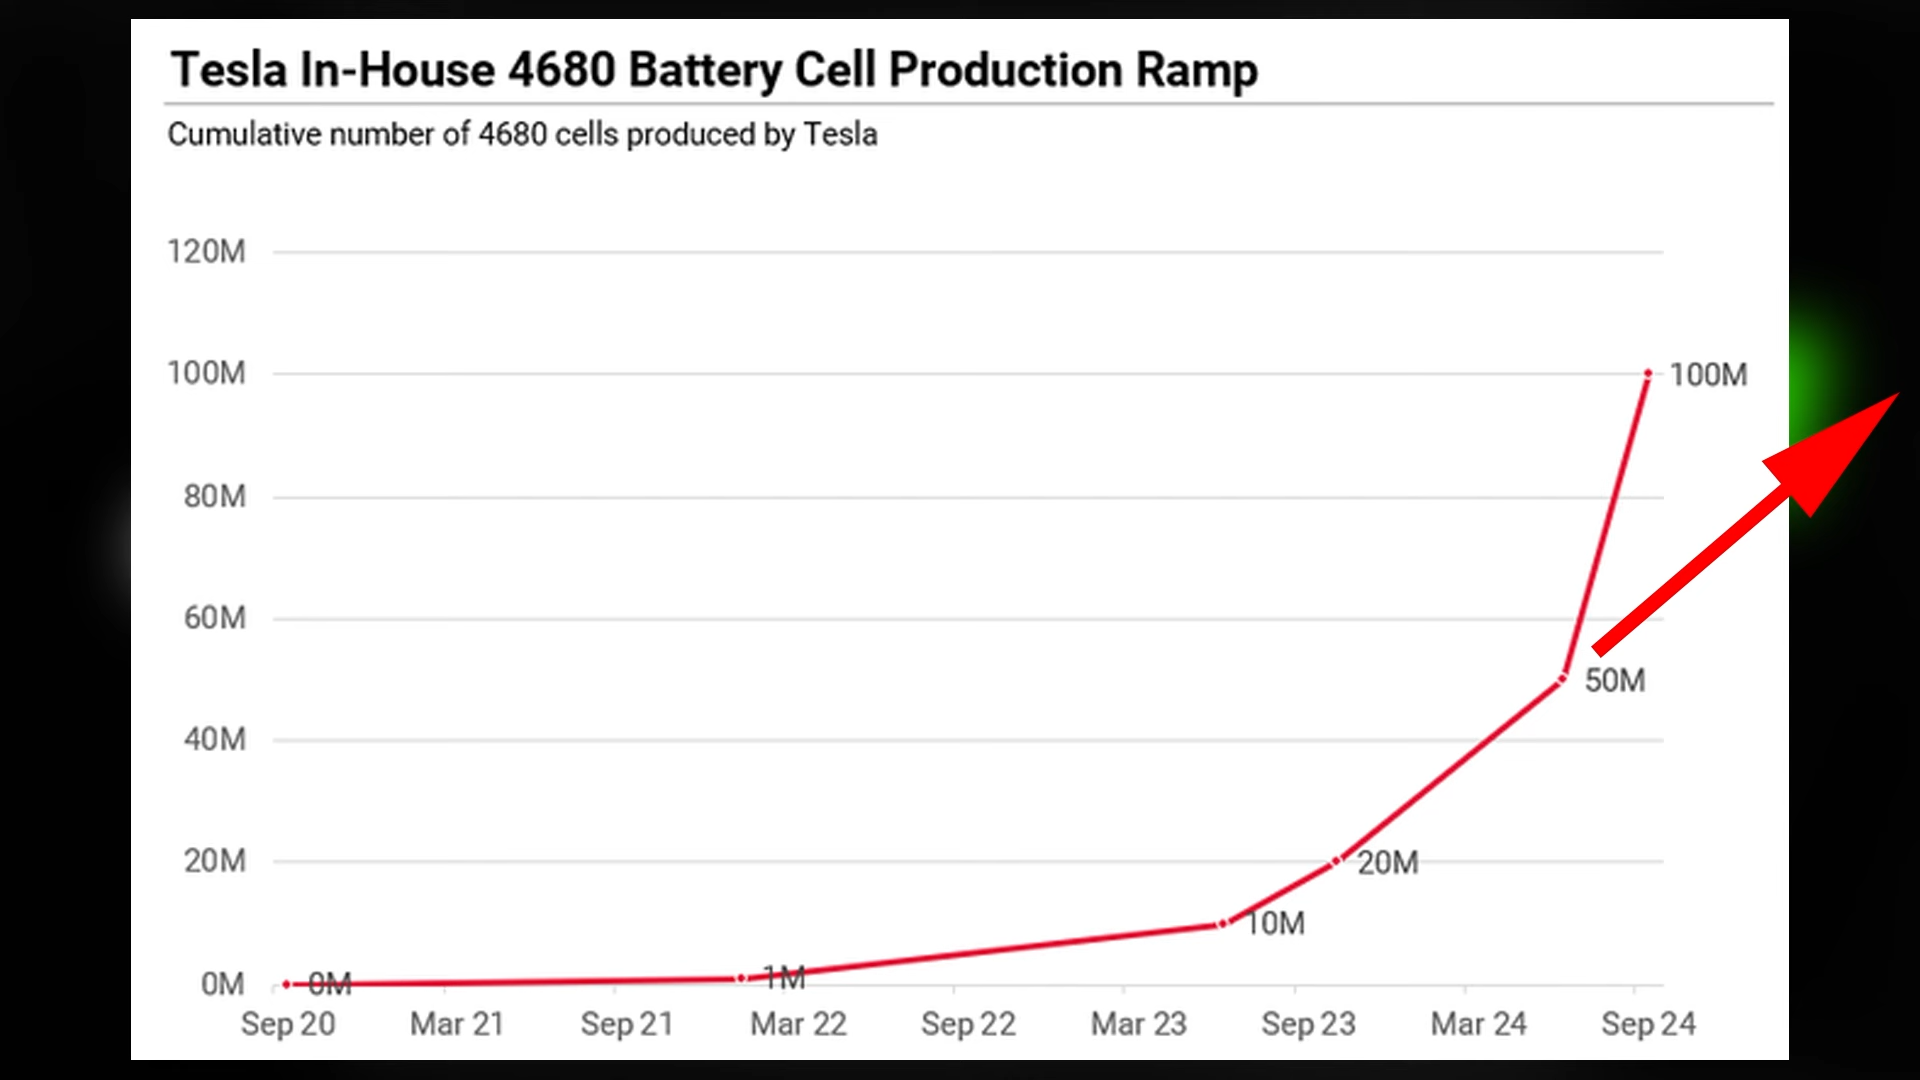 Tesla In-House 4680 Battery Cell Production Ramp
Cumulative number of 4680 cells produced by Tesla
120M
100M
100M
80M
60M
50M
40M
20M
20M
10M
0M
0M
1M
Sep 20 Mar 21 Sep 21 Mar 22 Sep 22 Mar 23 Sep 23 Mar 24 Sep 24